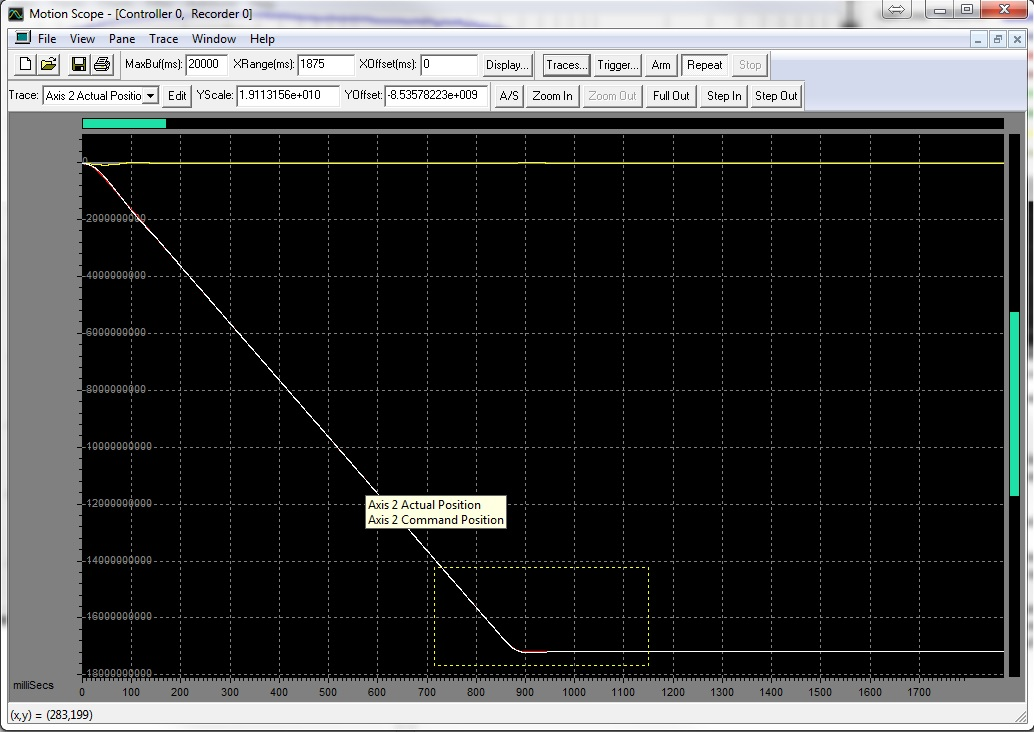 Motion Scope - [Controller 0, Recorder 0]
File View Pane Trace Window Help
MaxBuf(ms): 20000 XRange(ms): 1875 XOffset(ms): 0 Display... Traces... Trigger... Arm Repeat Stop
Trace: Axis 2 Actual Positio Edit YScale: 1.9113156e+010 YOffset: -8.53578223e+009 A/S Zoom In Zoom Out Full Out Step In Step Out
0
-2000000000
-4000000000
-6000000000
-8000000000
-10000000000
-12000000000
Axis 2 Actual Position
Axis 2 Command Position
-14000000000
-16000000000
-18000000000
milliSecs
0 100 200 300 400 500 600 700 800 900 1000 1100 1200 1300 1400 1500 1600 1700
(x,y) = (283,199)